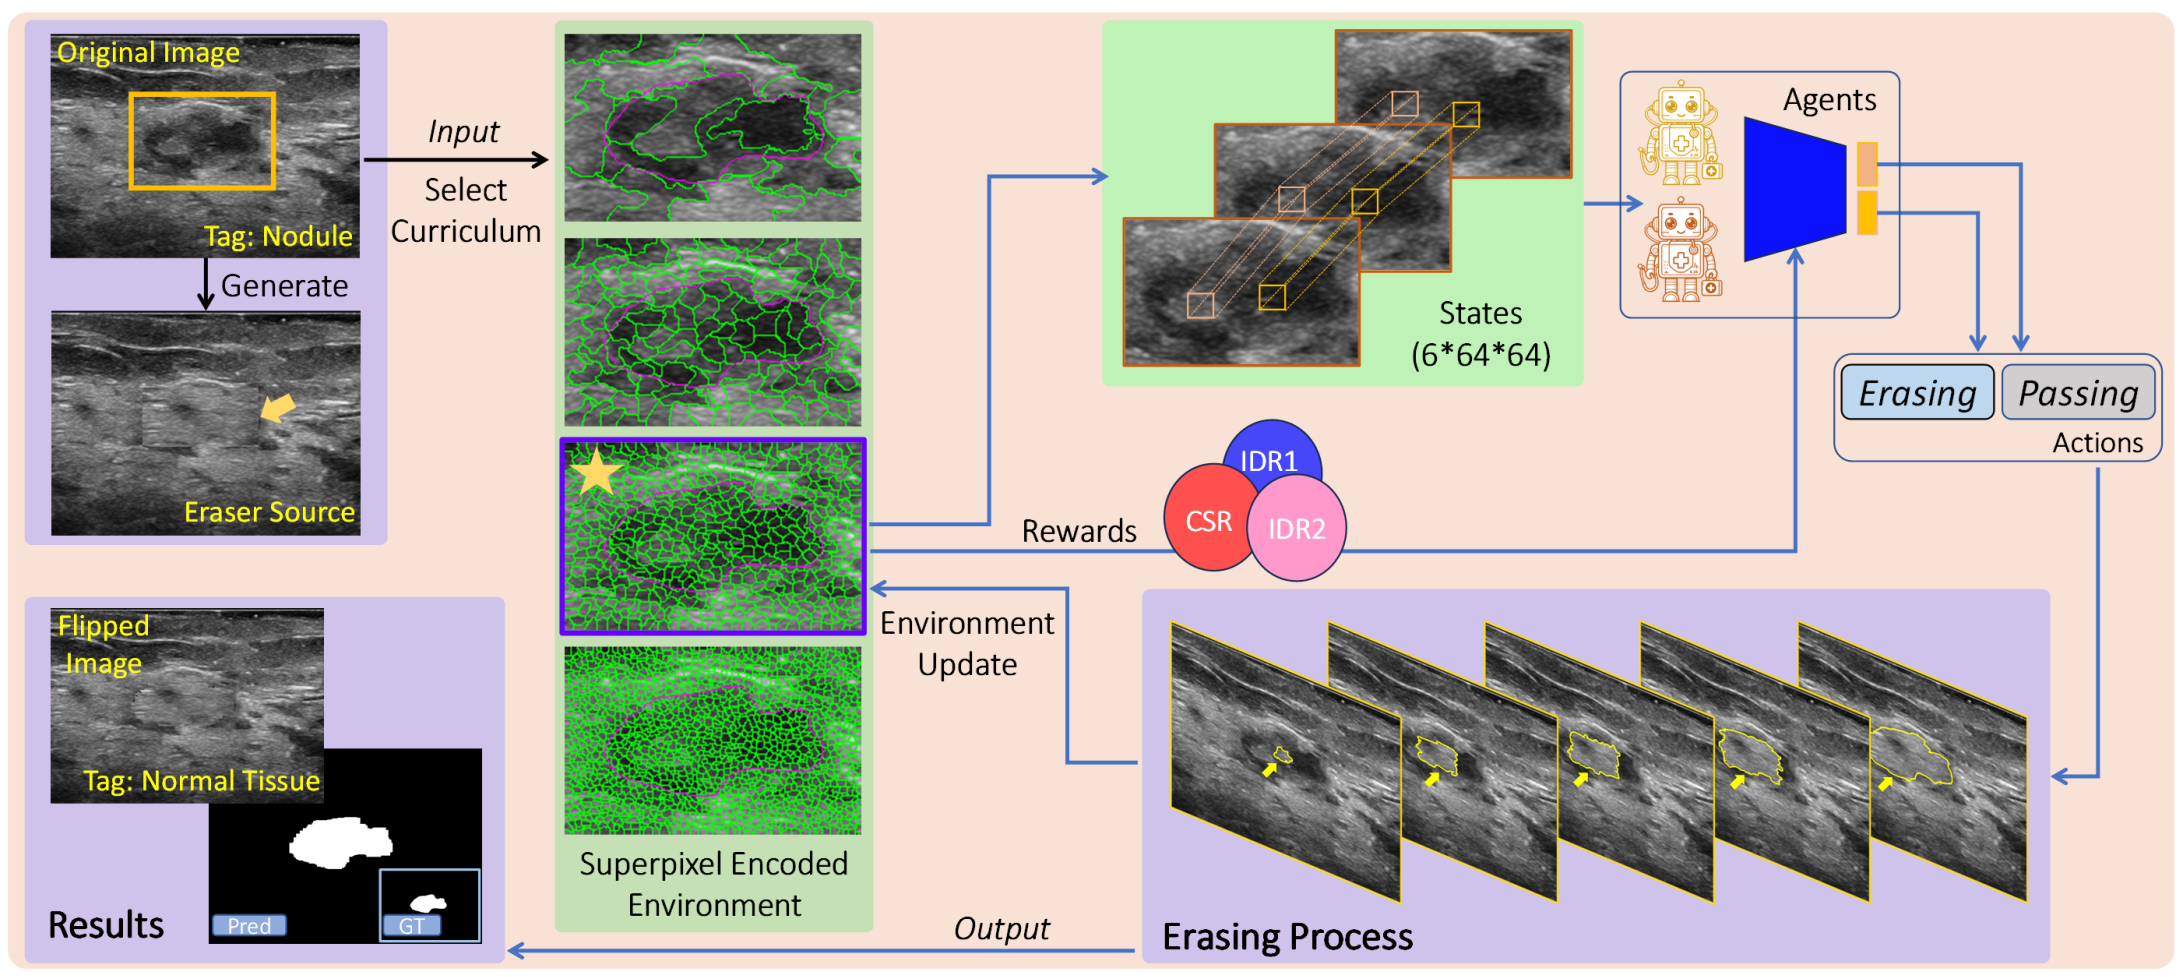 Original Image
Tag: Nodule
Generate
Eraser Source
Input
Select
Curriculum
Superpixel Encoded
Environment
States
(6*64*64)
Agents
Erasing
Passing
Actions
Rewards
IDR1
CSR
IDR2
Environment
Update
Erasing Process
Output
Flipped
Image
Tag: Normal Tissue
Pred
GT
Results